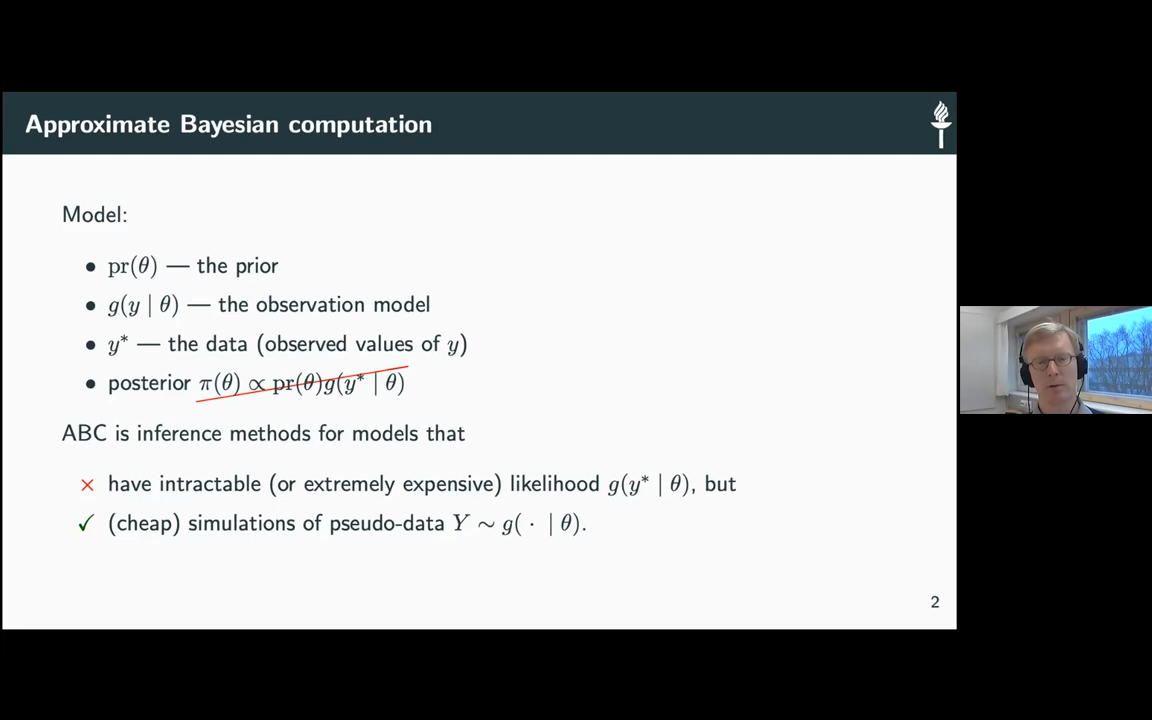 Approximate Bayesian computation
Model:
• pr(θ) — the prior
• g(y | θ) — the observation model
• y* — the data (observed values of y)
• posterior π(θ) ∝ pr(θ)g(y* | θ)
ABC is inference methods for models that
× have intractable (or extremely expensive) likelihood g(y* | θ), but
✓ (cheap) simulations of pseudo-data Y ∼ g( · | θ).
2